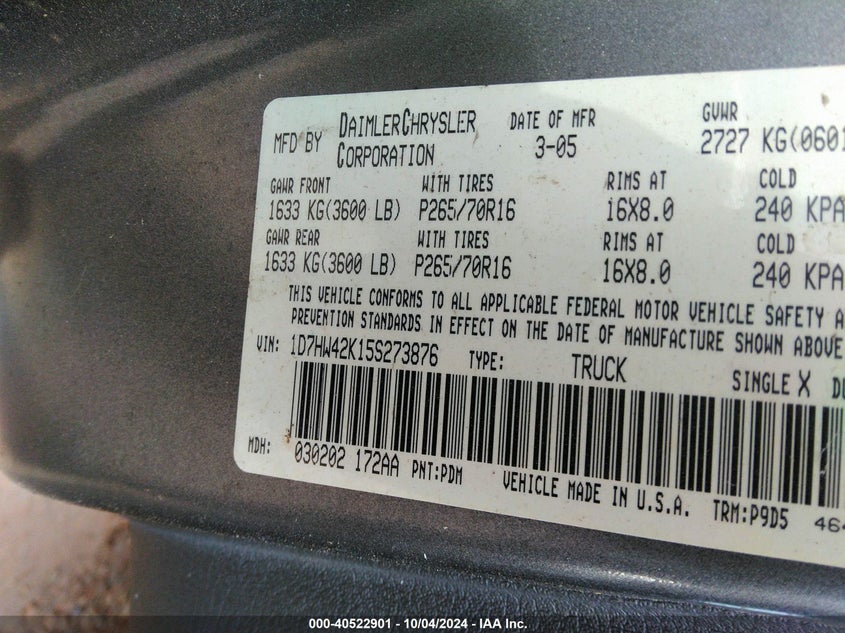 MFD BY DAIMLERCHRYSLER CORPORATION DATE OF MFR 3-05 GVWR 2727 KG(0601
GAWR FRONT WITH TIRES RIMS AT COLD
1633 KG(3600 LB) P265/70R16 16X8.0 240 KPA
GAWR REAR WITH TIRES RIMS AT COLD
1633 KG(3600 LB) P265/70R16 16X8.0 240 KPA
THIS VEHICLE CONFORMS TO ALL APPLICABLE FEDERAL MOTOR VEHICLE SAFETY A
PREVENTION STANDARDS IN EFFECT ON THE DATE OF MANUFACTURE SHOWN ABOVE
VIN: 1D7HW42K15S273876 TYPE: TRUCK SINGLE X DU
MDH: 030202 172AA PNT:PDM VEHICLE MADE IN U.S.A. TRM:P9D5 464
000-40522901 - 10/04/2024 - IAA Inc.